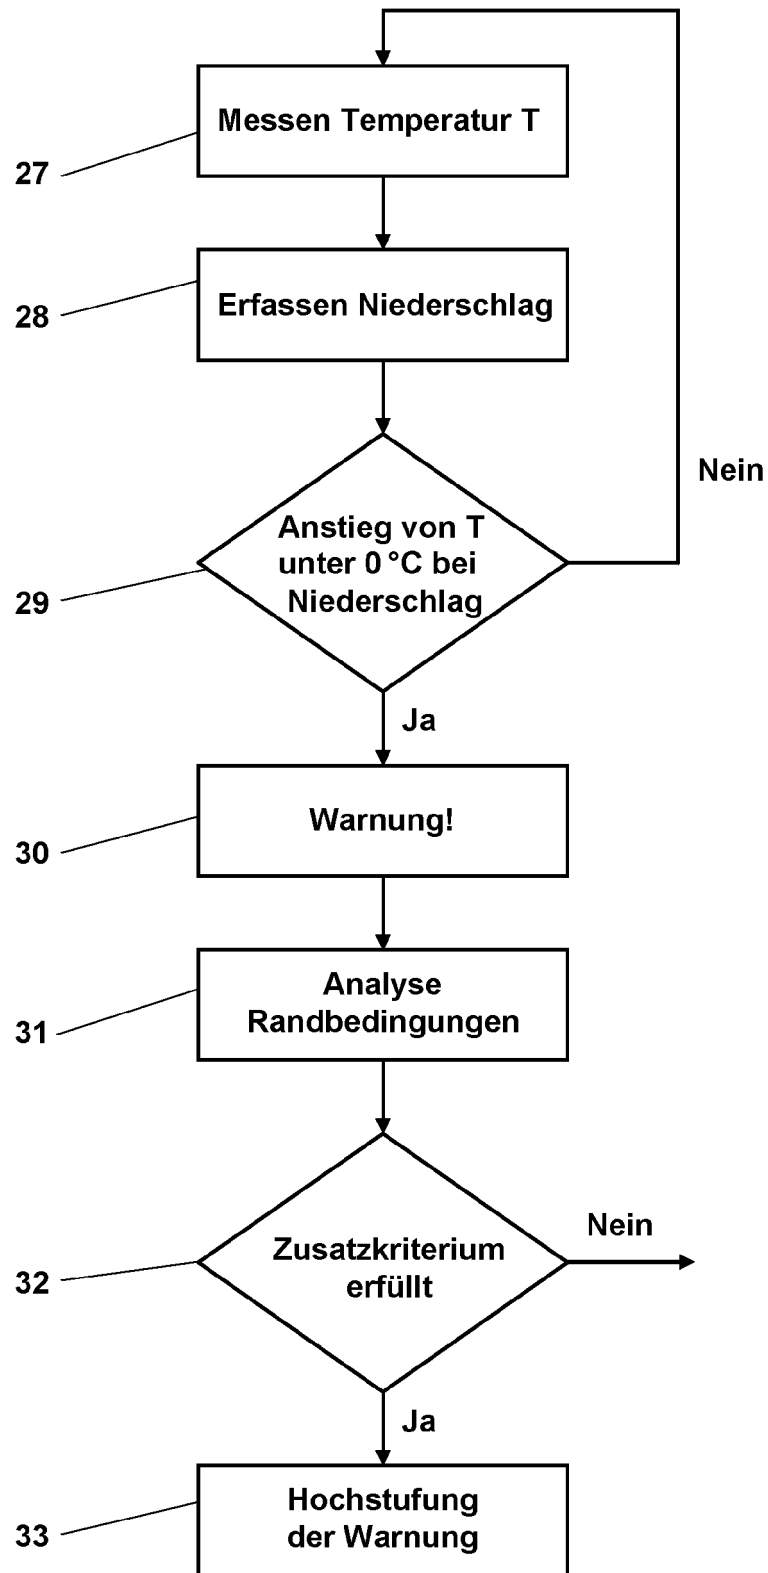 Messen Temperatur T
27
Erfassen Niederschlag
28
Nein
Anstieg von T
unter 0 °C bei
Niederschlag
29
Ja
Warnung!
30
Analyse
Randbedingungen
31
Nein
Zusatzkriterium
erfüllt
32
Ja
Hochstufung
der Warnung
33